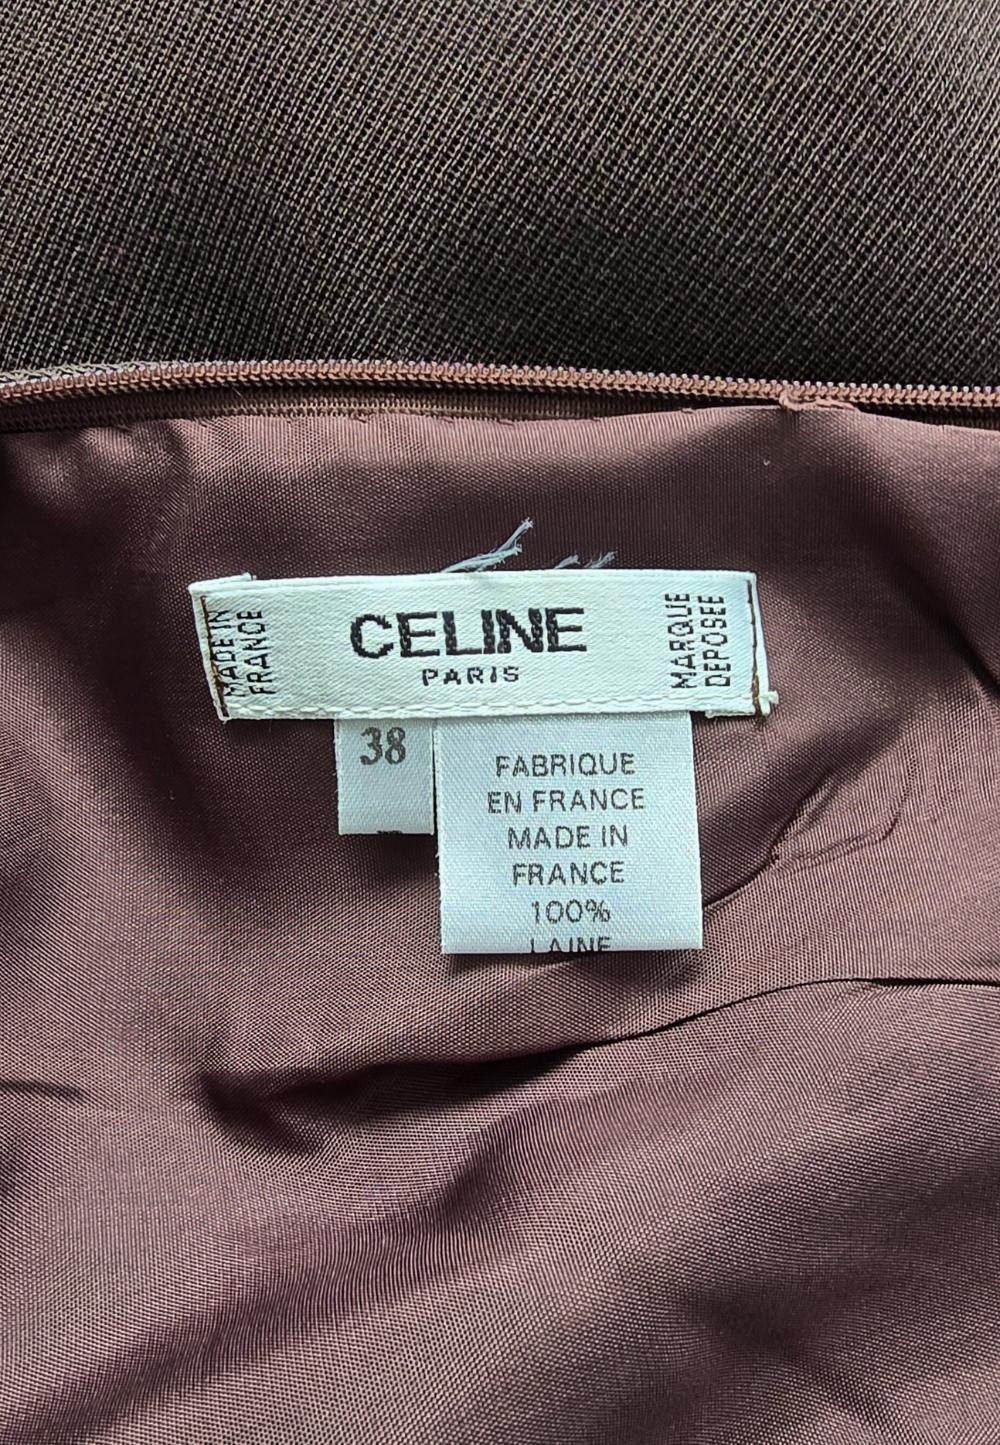 MADE IN
FRANCE
CELINE
PARIS
MARQUE
DEPOSEE
38
FABRIQUE
EN FRANCE
MADE IN
FRANCE
100%
LAINE